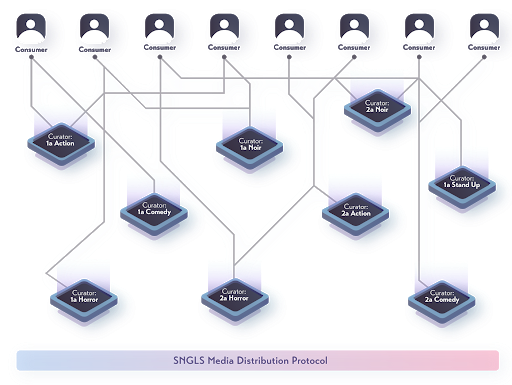 Consumer
Consumer
Consumer
Consumer
Consumer
Consumer
Consumer
Curator:
2a Noir
Curator:
1a Action
Curator:
1a Noir
Curator:
1a Stand Up
Curator:
1a Comedy
Curator:
2a Action
Curator:
1a Horror
Curator:
2a Horror
Curator:
2a Comedy
SNGLS Media Distribution Protocol